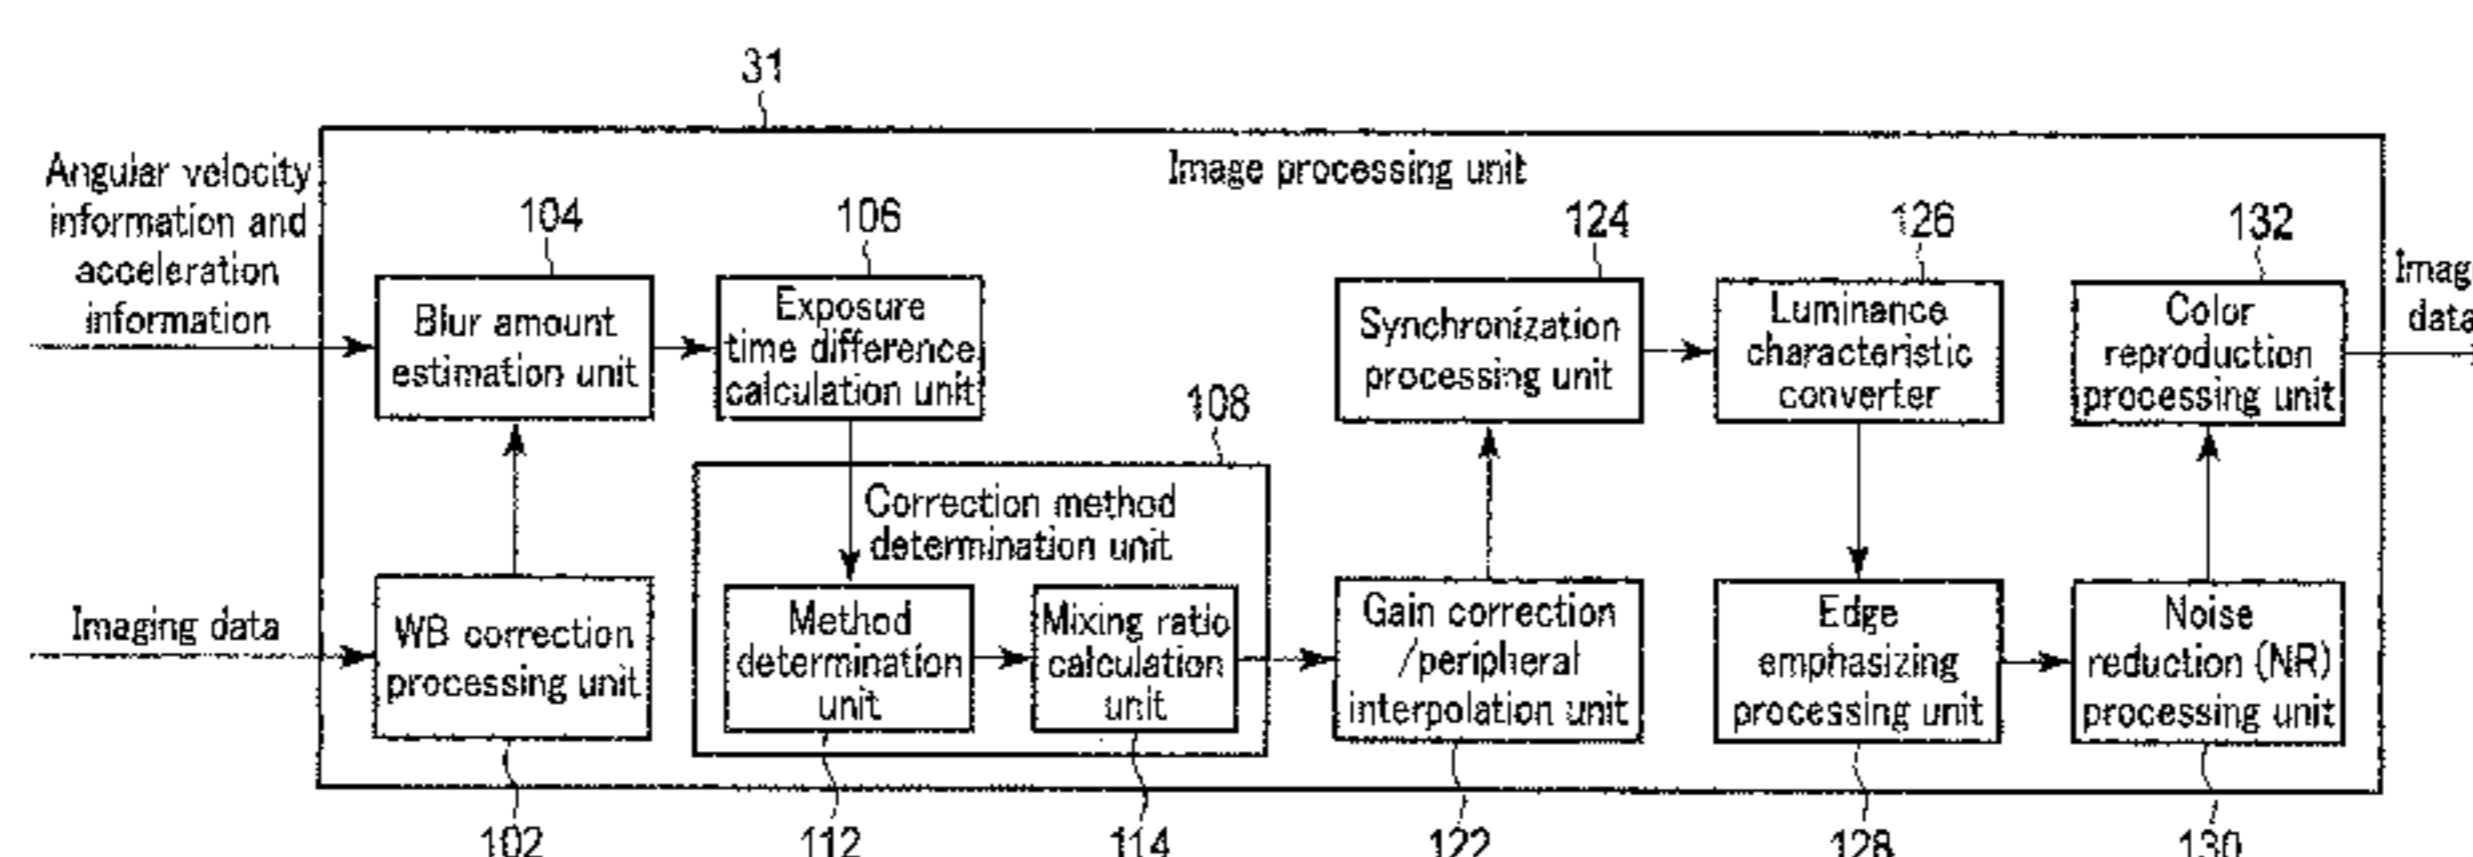 31
Image processing unit
Angular velocity
information and
acceleration
information
104
Blur amount
estimation unit
106
Exposure
time difference
calculation unit
108
Correction method
determination unit
124
Synchronization
processing unit
126
Luminance
characteristic
converter
132
Color
reproduction
processing unit
data
Imaging data
WB correction
processing unit
Method
determination
unit
Mixing ratio
calculation
unit
Gain correction
/peripheral
interpolation unit
Edge
emphasizing
processing unit
Noise
reduction (NR)
processing unit
102
112
114
122
128
130